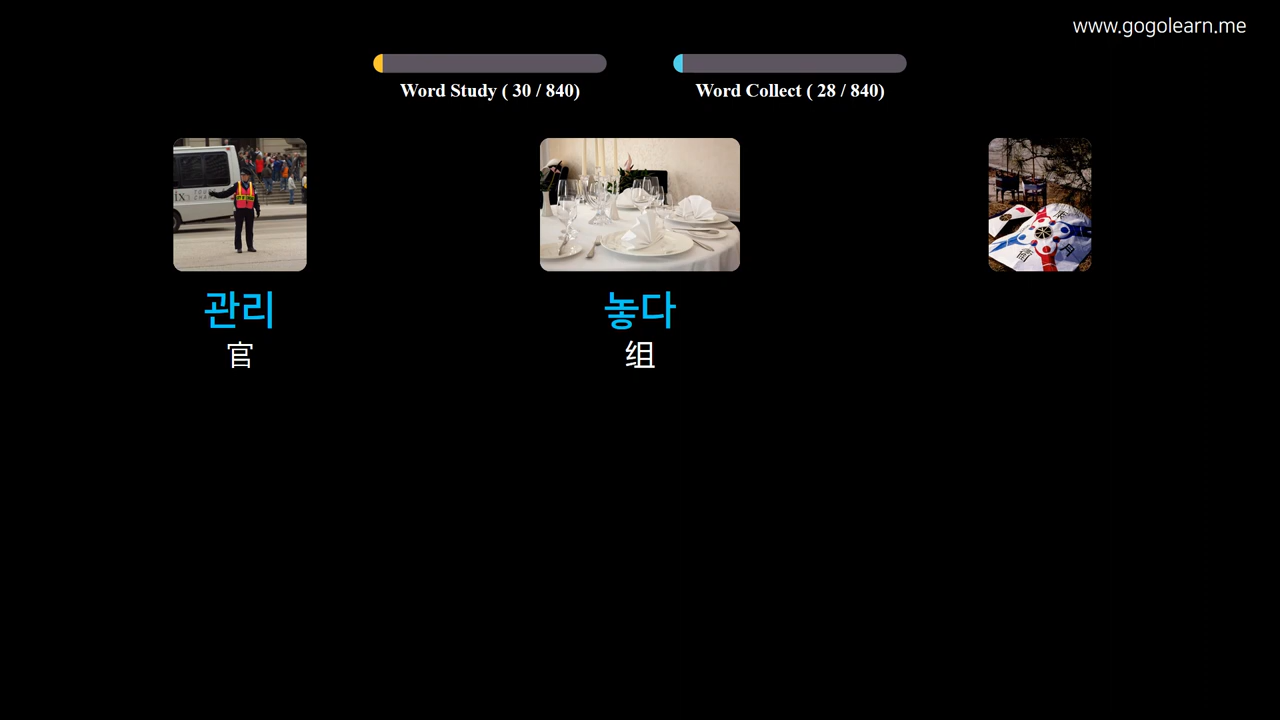 www.gogolearn.me
Word Study ( 30 / 840)
Word Collect ( 28 / 840)
관리
놓다
官
组